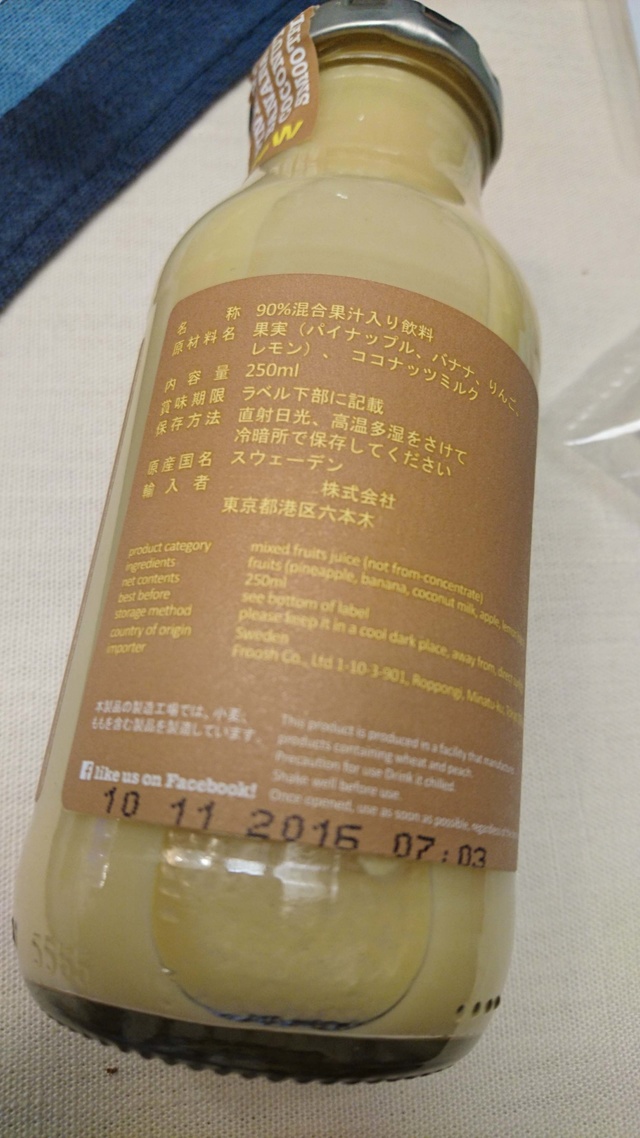 名称 90%混合果汁入り飲料
原材料名 果実（パイナップル、バナナ、りんご、
レモン）、 ココナッツミルク
内容量 250ml
賞味期限 ラベル下部に記載
保存方法 直射日光、高温多湿をさけて
冷暗所で保存してください
原産国名 スウェーデン
輸入者 株式会社
東京都港区六本木
product category mixed fruits juice (not from concentrate)
ingredients fruits (pineapple, banana, coconut milk, apple, lemon
net contents 250ml
best before see bottom of label
storage method please keep it in a cool dark place, away from, direct
country of origin Sweden
importer Froosh Co., Ltd 1-10-3-901, Roppongi, Minato-ku,
本製品の製造工場では、小麦、
ももを含む製品を製造しています。
This product is produced in a facility that manufactures
products containing wheat and peach.
Precaution for use Drink it chilled.
Shake well before use.
Once opened, use as soon as possible, regardless of the
like us on Facebook!
10 11 2016 07:03